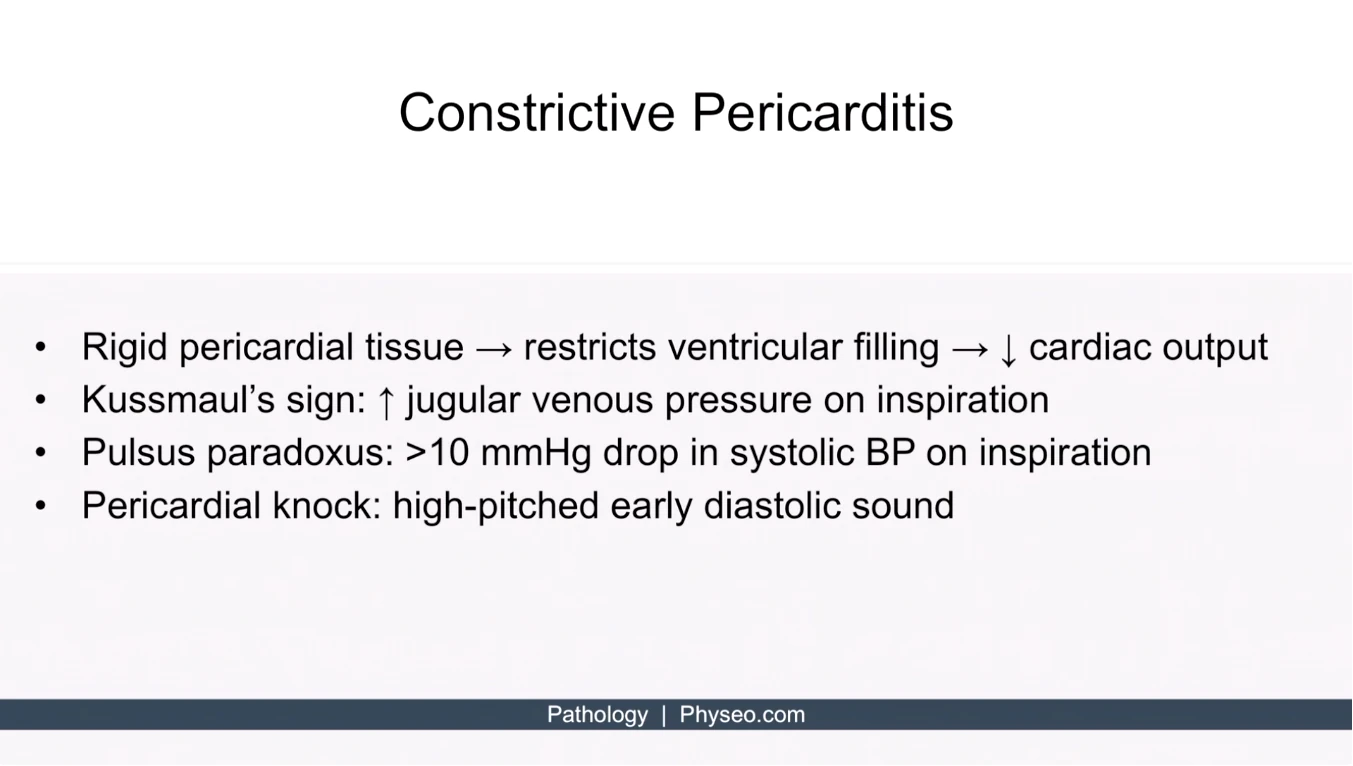 Constrictive Pericarditis
• Rigid pericardial tissue → restricts ventricular filling → ↓ cardiac output
• Kussmaul’s sign: ↑ jugular venous pressure on inspiration
• Pulsus paradoxus: >10 mmHg drop in systolic BP on inspiration
• Pericardial knock: high-pitched early diastolic sound
Pathology | Physeo.com